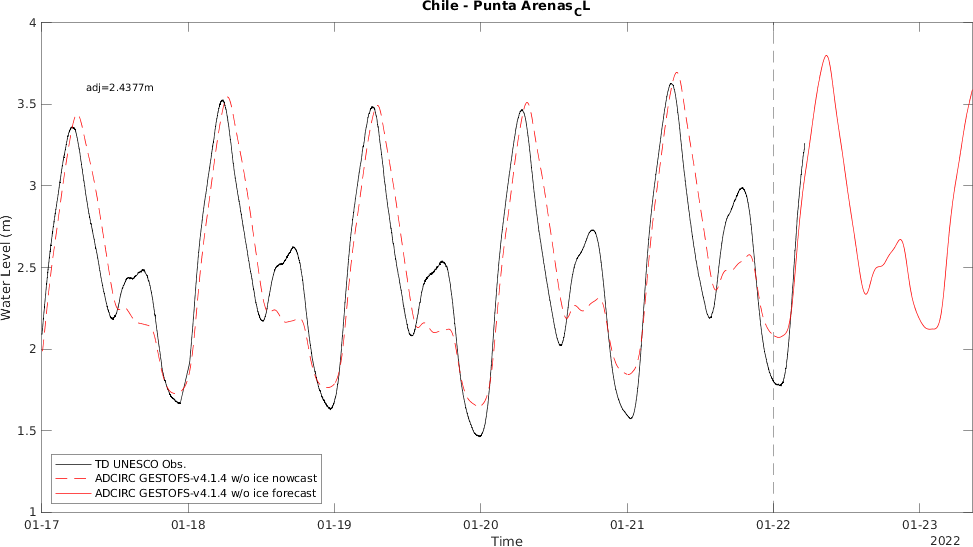 Chile - Punta Arenas_CL
4
adj=2.4377m
3.5
3
2.5
Water Level (m)
2
1.5
TD UNESCO Obs.
ADCIRC GESTOFS-v4.1.4 w/o ice nowcast
ADCIRC GESTOFS-v4.1.4 w/o ice forecast
1
01-17 01-18 01-19 01-20 01-21 01-22 01-23
Time
2022